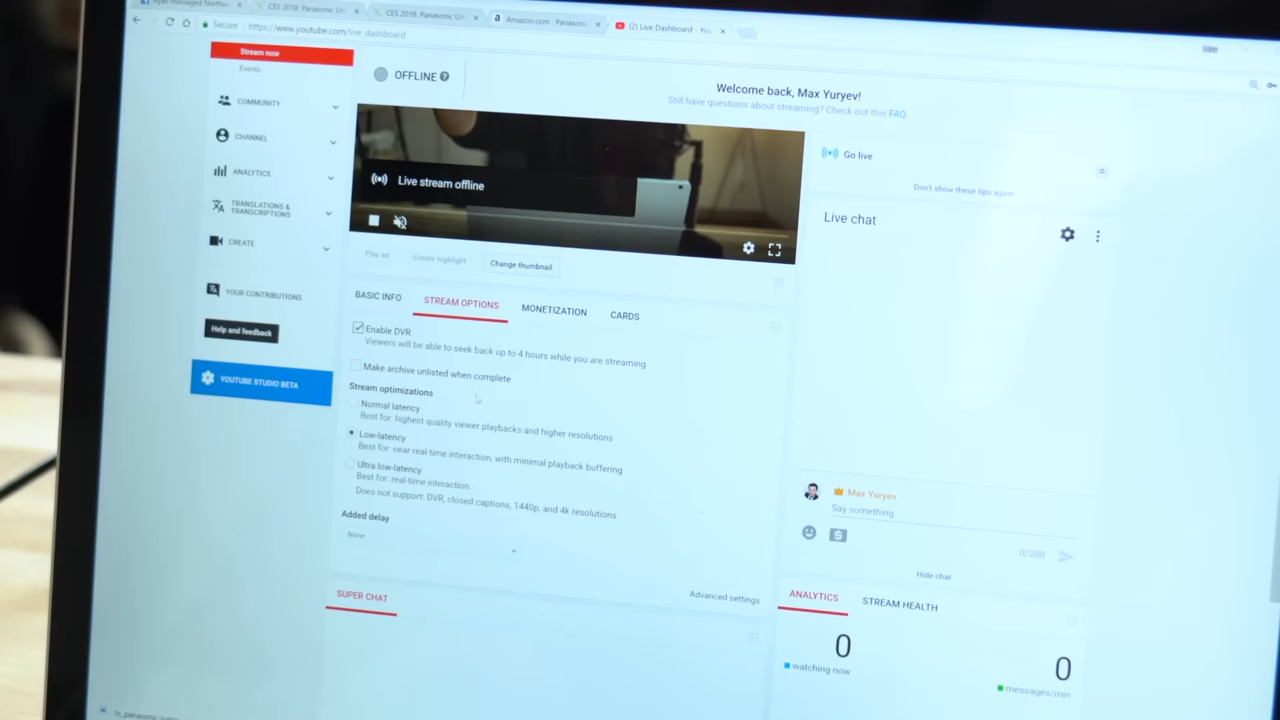 Ryan messaged Northw
CES 2018: Panasonic Uni
CES 2018: Panasonic Uni
Amazon.com : Panasoni
(2) Live Dashboard - You
Secure
https://www.youtube.com/live_dashboard
Stream now
Events
COMMUNITY
CHANNEL
ANALYTICS
TRANSLATIONS &
TRANSCRIPTIONS
CREATE
YOUR CONTRIBUTIONS
Help and feedback
YOUTUBE STUDIO BETA
OFFLINE
Welcome back, Max Yuryev!
Still have questions about streaming? Check out this FAQ.
Live stream offline
Play ad
Create highlight
Change thumbnail
BASIC INFO
STREAM OPTIONS
MONETIZATION
CARDS
Enable DVR
Viewers will be able to seek back up to 4 hours while you are streaming
Make archive unlisted when complete
Stream optimizations
Normal latency
Best for: highest quality viewer playbacks and higher resolutions
Low-latency
Best for: near real-time interaction, with minimal playback buffering
Ultra low-latency
Best for: real-time interaction.
Does not support: DVR, closed captions, 1440p, and 4k resolutions
Added delay
None
Advanced settings
SUPER CHAT
Go live
Don't show these tips again
Live chat
Max Yuryev
Say something...
0/200
Hide chat
ANALYTICS
STREAM HEALTH
0
watching now
0
messages/min